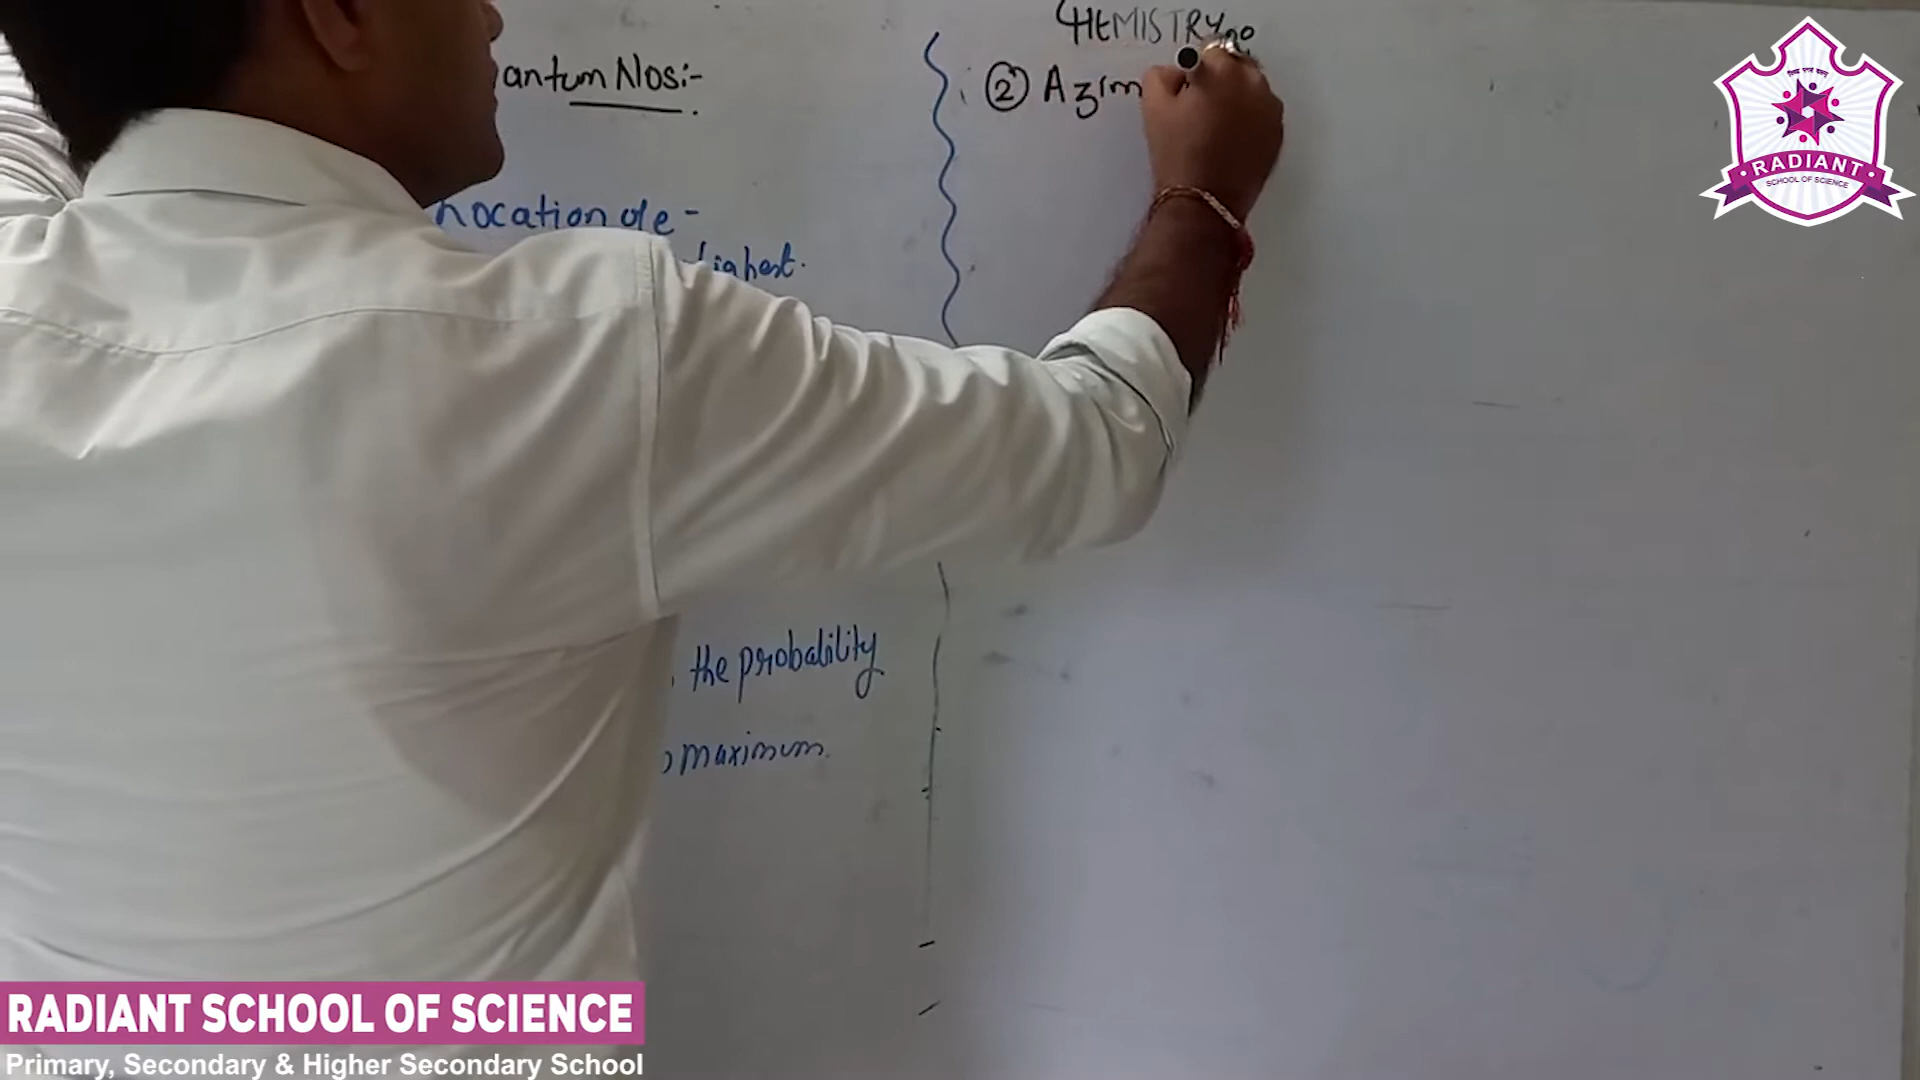 CHEMISTRY
antum Nos:-
② Azim
Location of e-
highest.
the probability
maximum.
RADIANT
SCHOOL OF SCIENCE
RADIANT SCHOOL OF SCIENCE
Primary, Secondary & Higher Secondary School